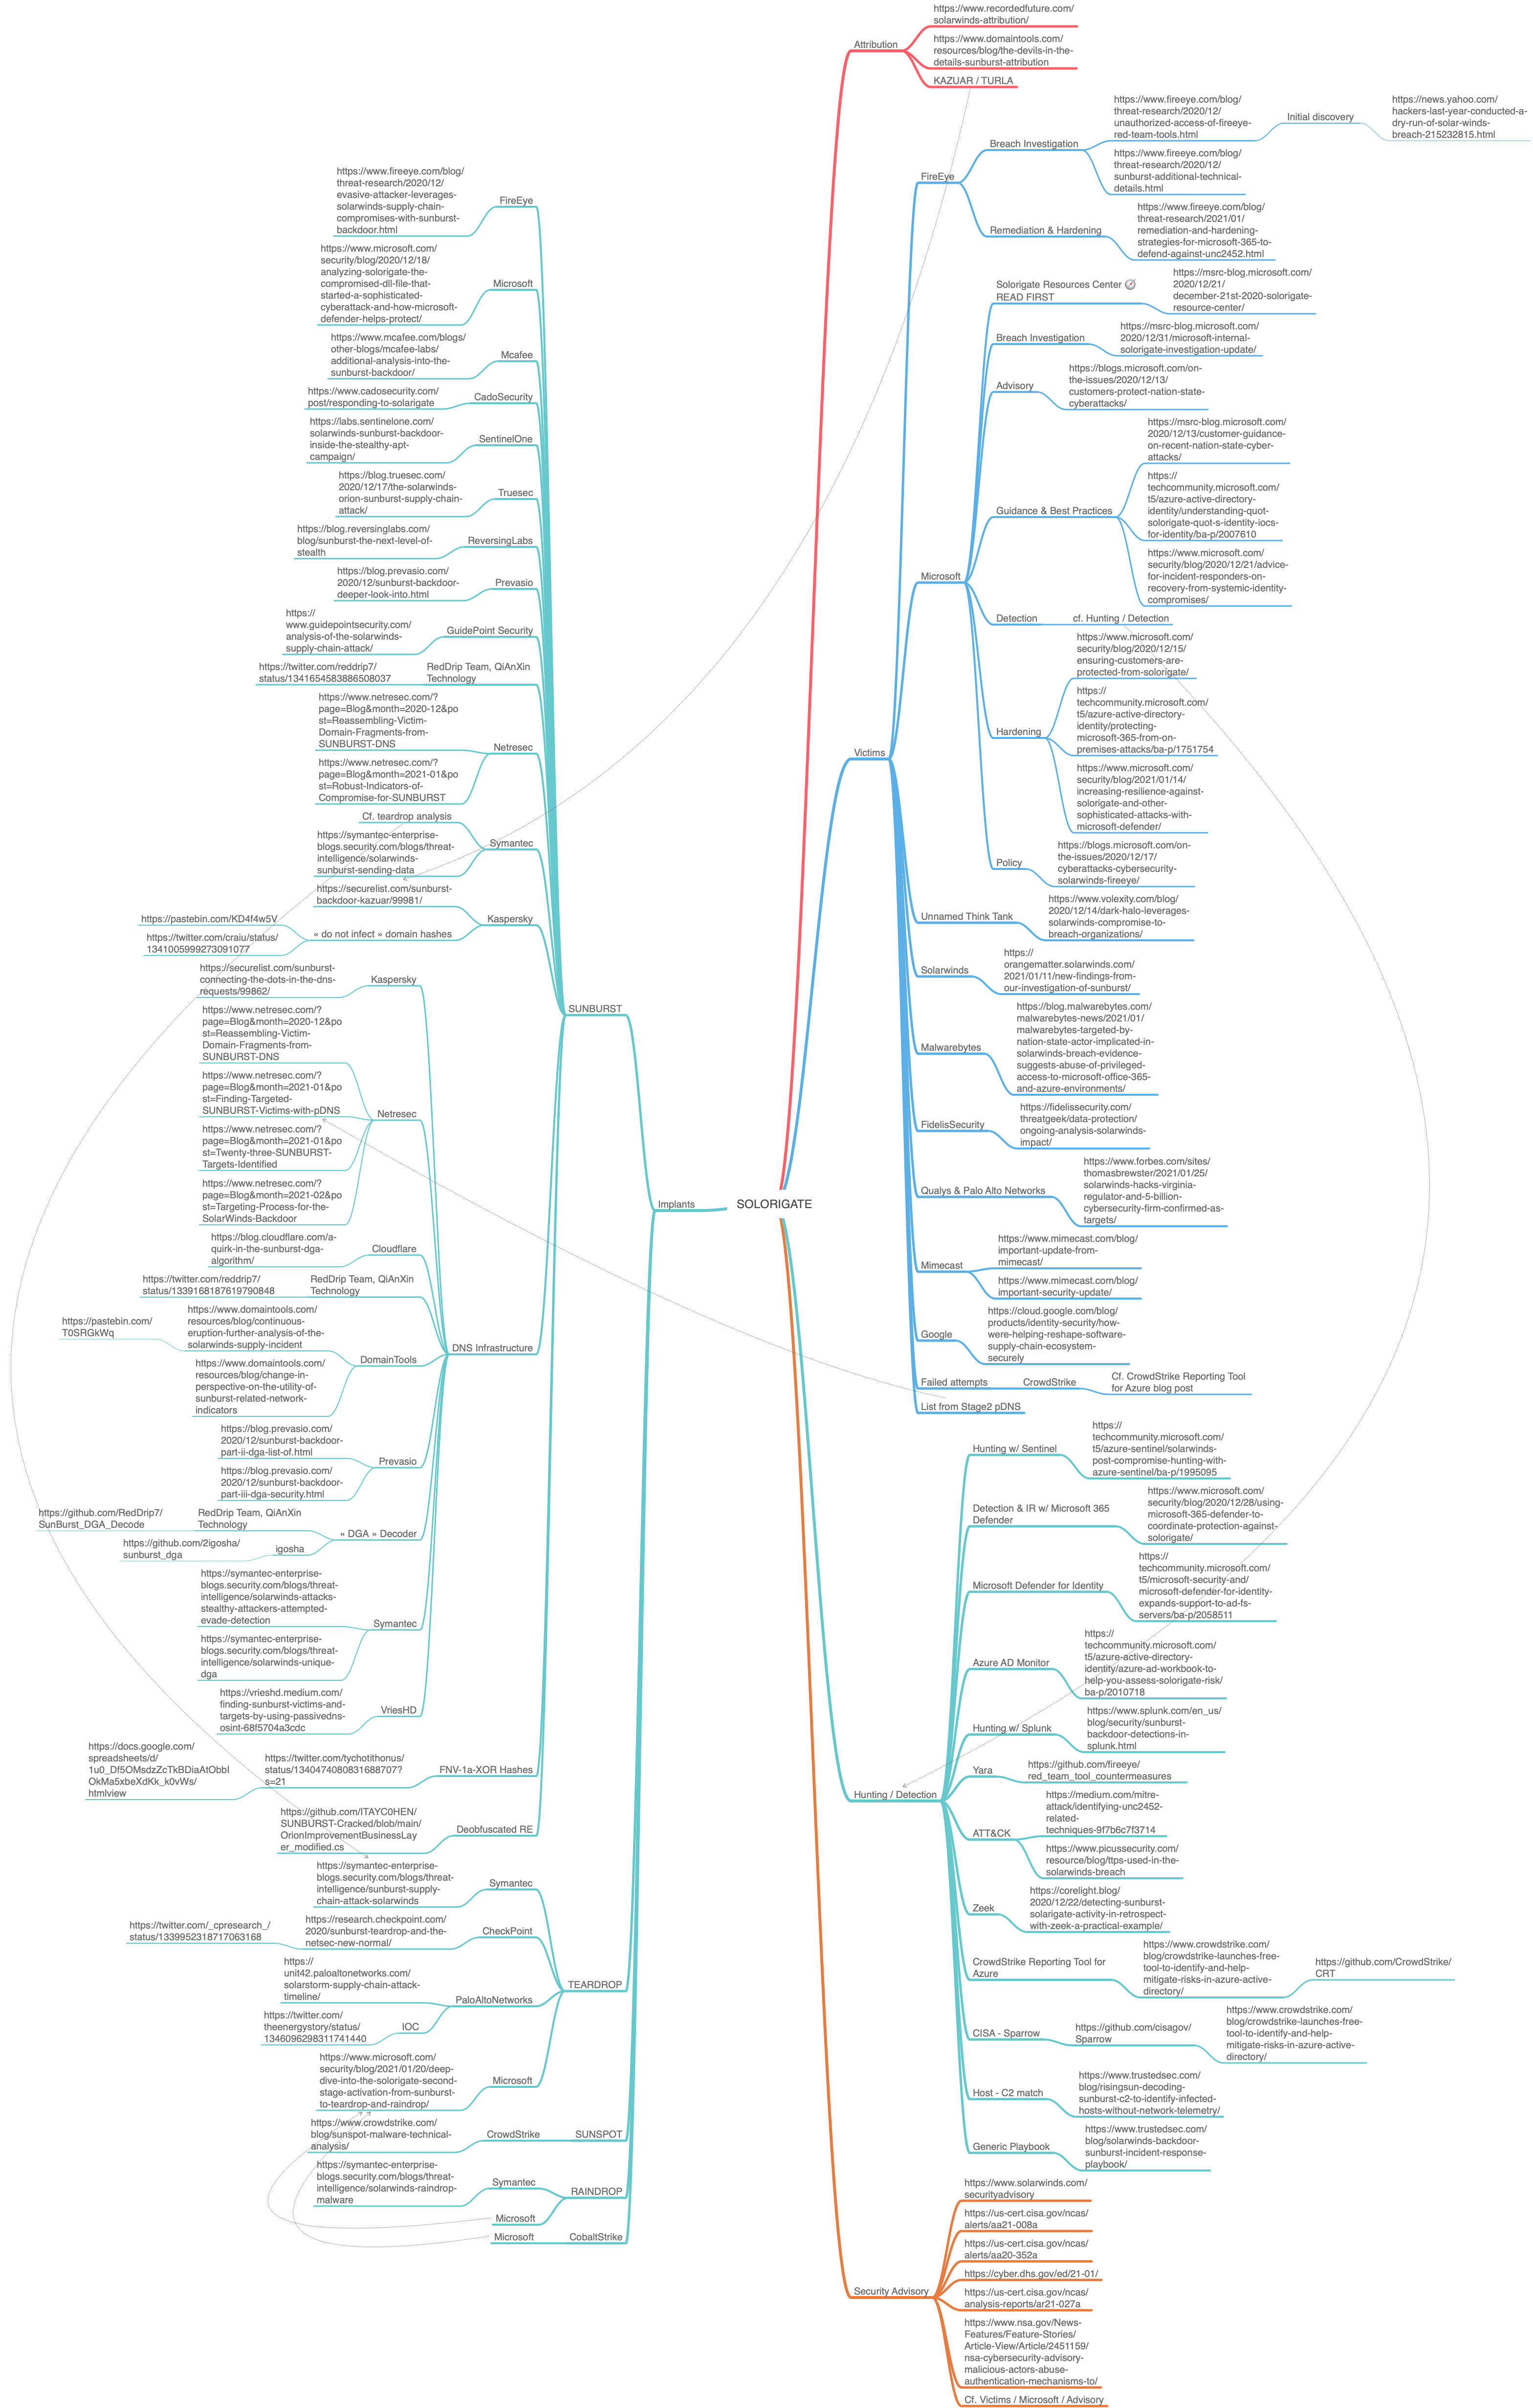 SOLORIGATE
Attribution
https://www.recordedfuture.com/
solarwinds-attribution/
https://www.domaintools.com/
resources/blog/the-devils-in-the-
details-sunburst-attribution
KAZUAR / TURLA
Victims
FireEye
Breach Investigation
https://www.fireeye.com/blog/
threat-research/2020/12/
unauthorized-access-of-fireeye-
red-team-tools.html
Initial discovery
https://news.yahoo.com/
hackers-last-year-conducted-a-
dry-run-of-solar-winds-
breach-215232815.html
https://www.fireeye.com/blog/
threat-research/2020/12/
sunburst-additional-technical-
details.html
Remediation & Hardening
https://www.fireeye.com/blog/
threat-research/2021/01/
remediation-and-hardening-
strategies-for-microsoft-365-to-
defend-against-unc2452.html
Microsoft
Solorigate Resources Center 🧭
READ FIRST
https://msrc-blog.microsoft.com/
2020/12/21/
december-21st-2020-solorigate-
resource-center/
Breach Investigation
https://msrc-blog.microsoft.com/
2020/12/31/microsoft-internal-
solorigate-investigation-update/
Advisory
https://blogs.microsoft.com/on-
the-issues/2020/12/13/
customers-protect-nation-state-
cyberattacks/
Guidance & Best Practices
https://msrc-blog.microsoft.com/
2020/12/13/customer-guidance-
on-recent-nation-state-cyber-
attacks/
https://
techcommunity.microsoft.com/
t5/azure-active-directory-
identity/understanding-quot-
solorigate-quot-s-identity-iocs-
for-identity/ba-p/2007610
https://www.microsoft.com/
security/blog/2020/12/21/advice-
for-incident-responders-on-
recovery-from-systemic-identity-
compromises/
Detection
cf. Hunting / Detection
Hardening
https://www.microsoft.com/
security/blog/2020/12/15/
ensuring-customers-are-
protected-from-solorigate/
https://
techcommunity.microsoft.com/
t5/azure-active-directory-
identity/protecting-
microsoft-365-from-on-
premises-attacks/ba-p/1751754
https://www.microsoft.com/
security/blog/2021/01/14/
increasing-resilience-against-
solorigate-and-other-
sophisticated-attacks-with-
microsoft-defender/
Policy
https://blogs.microsoft.com/on-
the-issues/2020/12/17/
cyberattacks-cybersecurity-
solarwinds-fireeye/
Unnamed Think Tank
https://www.volexity.com/blog/
2020/12/14/dark-halo-leverages-
solarwinds-compromise-to-
breach-organizations/
Solarwinds
https://
orangematter.solarwinds.com/
2021/01/11/new-findings-from-
our-investigation-of-sunburst/
Malwarebytes
https://blog.malwarebytes.com/
malwarebytes-news/2021/01/
malwarebytes-targeted-by-
nation-state-actor-implicated-in-
solarwinds-breach-evidence-
suggests-abuse-of-privileged-
access-to-microsoft-office-365-
and-azure-environments/
FidelisSecurity
https://fidelissecurity.com/
threatgeek/data-protection/
ongoing-analysis-solarwinds-
impact/
Qualys & Palo Alto Networks
https://www.forbes.com/sites/
thomasbrewster/2021/01/25/
solarwinds-hacks-virginia-
regulator-and-5-billion-
cybersecurity-firm-confirmed-as-
targets/
Mimecast
https://www.mimecast.com/blog/
important-update-from-
mimecast/
https://www.mimecast.com/blog/
important-security-update/
Google
https://cloud.google.com/blog/
products/identity-security/how-
were-helping-reshape-software-
supply-chain-ecosystem-
securely
Failed attempts
CrowdStrike
Cf. CrowdStrike Reporting Tool
for Azure blog post
List from Stage2 pDNS
Hunting / Detection
Hunting w/ Sentinel
https://
techcommunity.microsoft.com/
t5/azure-sentinel/solarwinds-
post-compromise-hunting-with-
azure-sentinel/ba-p/1995095
Detection & IR w/ Microsoft 365
Defender
https://www.microsoft.com/
security/blog/2020/12/28/using-
microsoft-365-defender-to-
coordinate-protection-against-
solorigate/
Microsoft Defender for Identity
https://
techcommunity.microsoft.com/
t5/microsoft-security-and/
microsoft-defender-for-identity-
expands-support-to-ad-fs-
servers/ba-p/2058511
Azure AD Monitor
https://
techcommunity.microsoft.com/
t5/azure-active-directory-
identity/azure-ad-workbook-to-
help-you-assess-solorigate-risk/
ba-p/2010718
Hunting w/ Splunk
https://www.splunk.com/en_us/
blog/security/sunburst-
backdoor-detections-in-
splunk.html
Yara
https://github.com/fireeye/
red_team_tool_countermeasures
ATT&CK
https://medium.com/mitre-
attack/identifying-unc2452-
related-
techniques-9f7b6c7f3714
https://www.picussecurity.com/
resource/blog/ttps-used-in-the-
solarwinds-breach
Zeek
https://corelight.blog/
2020/12/22/detecting-sunburst-
solarigate-activity-in-retrospect-
with-zeek-a-practical-example/
CrowdStrike Reporting Tool for
Azure
https://www.crowdstrike.com/
blog/crowdstrike-launches-free-
tool-to-identify-and-help-
mitigate-risks-in-azure-active-
directory/
https://github.com/CrowdStrike/
CRT
CISA - Sparrow
https://github.com/cisagov/
Sparrow
https://www.crowdstrike.com/
blog/crowdstrike-launches-free-
tool-to-identify-and-help-
mitigate-risks-in-azure-active-
directory/
Host - C2 match
https://www.trustedsec.com/
blog/risingsun-decoding-
sunburst-c2-to-identify-infected-
hosts-without-network-telemetry/
Generic Playbook
https://www.trustedsec.com/
blog/solarwinds-backdoor-
sunburst-incident-response-
playbook/
Security Advisory
https://www.solarwinds.com/
securityadvisory
https://us-cert.cisa.gov/ncas/
alerts/aa21-008a
https://us-cert.cisa.gov/ncas/
alerts/aa20-352a
https://cyber.dhs.gov/ed/21-01/
https://us-cert.cisa.gov/ncas/
analysis-reports/ar21-027a
https://www.nsa.gov/News-
Features/Feature-Stories/
Article-View/Article/2451159/
nsa-cybersecurity-advisory-
malicious-actors-abuse-
authentication-mechanisms-to/
Cf. Victims / Microsoft / Advisory
Implants
SUNBURST
FireEye
https://www.fireeye.com/blog/
threat-research/2020/12/
evasive-attacker-leverages-
solarwinds-supply-chain-
compromises-with-sunburst-
backdoor.html
Microsoft
https://www.microsoft.com/
security/blog/2020/12/18/
analyzing-solorigate-the-
compromised-dll-file-that-
started-a-sophisticated-
cyberattack-and-how-microsoft-
defender-helps-protect/
Mcafee
https://www.mcafee.com/blogs/
other-blogs/mcafee-labs/
additional-analysis-into-the-
sunburst-backdoor/
CadoSecurity
https://www.cadosecurity.com/
post/responding-to-solarigate
SentinelOne
https://labs.sentinelone.com/
solarwinds-sunburst-backdoor-
inside-the-stealthy-apt-
campaign/
Truesec
https://blog.truesec.com/
2020/12/17/the-solarwinds-
orion-sunburst-supply-chain-
attack/
ReversingLabs
https://blog.reversinglabs.com/
blog/sunburst-the-next-level-of-
stealth
Prevasio
https://blog.prevasio.com/
2020/12/sunburst-backdoor-
deeper-look-into.html
GuidePoint Security
https://
www.guidepointsecurity.com/
analysis-of-the-solarwinds-
supply-chain-attack/
RedDrip Team, QiAnXin
Technology
https://twitter.com/reddrip7/
status/1341654583886508037
Netresec
https://www.netresec.com/?
page=Blog&month=2020-12&po
st=Reassembling-Victim-
Domain-Fragments-from-
SUNBURST-DNS
https://www.netresec.com/?
page=Blog&month=2021-01&po
st=Robust-Indicators-of-
Compromise-for-SUNBURST
Symantec
Cf. teardrop analysis
https://symantec-enterprise-
blogs.security.com/blogs/threat-
intelligence/solarwinds-
sunburst-sending-data
Kaspersky
https://securelist.com/sunburst-
backdoor-kazuar/99981/
« do not infect » domain hashes
https://pastebin.com/KD4f4w5V
https://twitter.com/craiu/status/
1341005999273091077
DNS Infrastructure
Kaspersky
https://securelist.com/sunburst-
connecting-the-dots-in-the-dns-
requests/99862/
Netresec
https://www.netresec.com/?
page=Blog&month=2020-12&po
st=Reassembling-Victim-
Domain-Fragments-from-
SUNBURST-DNS
https://www.netresec.com/?
page=Blog&month=2021-01&po
st=Finding-Targeted-
SUNBURST-Victims-with-pDNS
https://www.netresec.com/?
page=Blog&month=2021-01&po
st=Twenty-three-SUNBURST-
Targets-Identified
https://www.netresec.com/?
page=Blog&month=2021-02&po
st=Targeting-Process-for-the-
SolarWinds-Backdoor
Cloudflare
https://blog.cloudflare.com/a-
quirk-in-the-sunburst-dga-
algorithm/
RedDrip Team, QiAnXin
Technology
https://twitter.com/reddrip7/
status/1339168187619790848
DomainTools
https://www.domaintools.com/
resources/blog/continuous-
eruption-further-analysis-of-the-
solarwinds-supply-incident
https://pastebin.com/
T0SRGkWq
https://www.domaintools.com/
resources/blog/change-in-
perspective-on-the-utility-of-
sunburst-related-network-
indicators
Prevasio
https://blog.prevasio.com/
2020/12/sunburst-backdoor-
part-ii-dga-list-of.html
https://blog.prevasio.com/
2020/12/sunburst-backdoor-
part-iii-dga-security.html
« DGA » Decoder
RedDrip Team, QiAnXin
Technology
https://github.com/RedDrip7/
SunBurst_DGA_Decode
igosha
https://github.com/2igosha/
sunburst_dga
Symantec
https://symantec-enterprise-
blogs.security.com/blogs/threat-
intelligence/solarwinds-attacks-
stealthy-attackers-attempted-
evade-detection
https://symantec-enterprise-
blogs.security.com/blogs/threat-
intelligence/solarwinds-unique-
dga
VriesHD
https://vrieshd.medium.com/
finding-sunburst-victims-and-
targets-by-using-passivedns-
osint-68f5704a3cdc
FNV-1a-XOR Hashes
https://twitter.com/tychotithonus/
status/1340474080831688707?
s=21
https://docs.google.com/
spreadsheets/d/
1u0_Df5OMsdzZcTkBDiaAtObbI
OkMa5xbeXdKk_k0vWs/
htmlview
Deobfuscated RE
https://github.com/ITAYC0HEN/
SUNBURST-Cracked/blob/main/
OrionImprovementBusinessLay
er_modified.cs
TEARDROP
Symantec
https://symantec-enterprise-
blogs.security.com/blogs/threat-
intelligence/sunburst-supply-
chain-attack-solarwinds
CheckPoint
https://research.checkpoint.com/
2020/sunburst-teardrop-and-the-
netsec-new-normal/
https://twitter.com/_cpresearch_/
status/1339952318717063168
PaloAltoNetworks
https://
unit42.paloaltonetworks.com/
solarstorm-supply-chain-attack-
timeline/
IOC
https://twitter.com/
theenergystory/status/
1346096298311741440
Microsoft
https://www.microsoft.com/
security/blog/2021/01/20/deep-
dive-into-the-solorigate-second-
stage-activation-from-sunburst-
to-teardrop-and-raindrop/
SUNSPOT
CrowdStrike
https://www.crowdstrike.com/
blog/sunspot-malware-technical-
analysis/
RAINDROP
Symantec
https://symantec-enterprise-
blogs.security.com/blogs/threat-
intelligence/solarwinds-raindrop-
malware
Microsoft
CobaltStrike
Microsoft